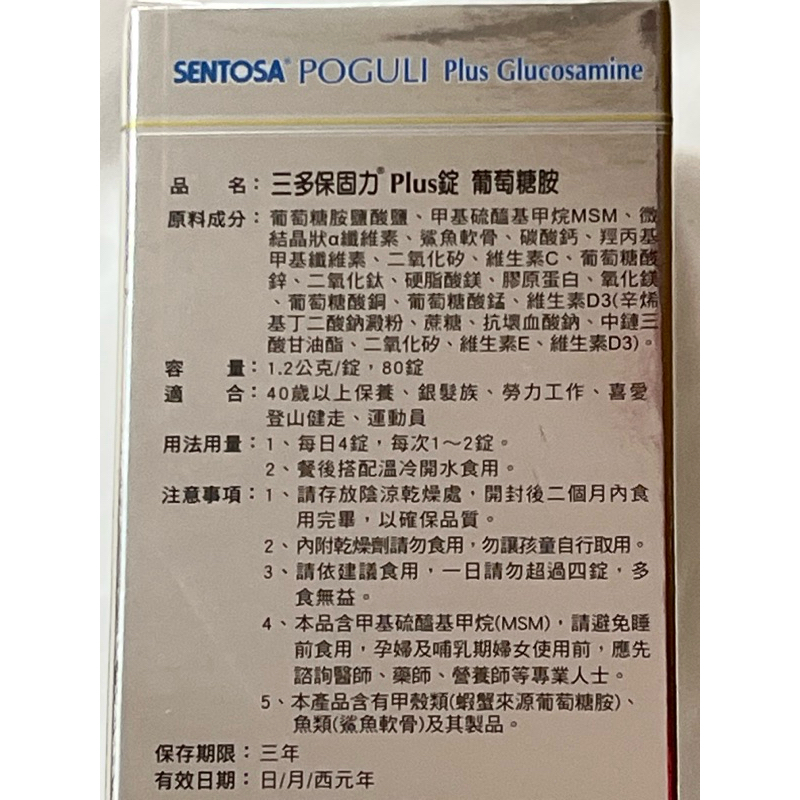 SENTOSA® POGULI Plus Glucosamine
品 名：三多保固力®Plus錠 葡萄糖胺
原料成分：葡萄糖胺鹽酸鹽、甲基硫醯基甲烷MSM、微
結晶狀α纖維素、鯊魚軟骨、碳酸鈣、羥丙基
甲基纖維素、二氧化矽、維生素C、葡萄糖酸
鋅、二氧化鈦、硬脂酸鎂、膠原蛋白、氧化鎂
、葡萄糖酸銅、葡萄糖酸錳、維生素D3(辛烯
基丁二酸鈉澱粉、蔗糖、抗壞血酸鈉、中鏈三
酸甘油酯、二氧化矽、維生素E、維生素D3)。
容 量：1.2公克/錠，80錠
適 合：40歲以上保養、銀髮族、勞力工作、喜愛
登山健走、運動員
用法用量：1、每日4錠，每次1～2錠。
2、餐後搭配溫冷開水食用。
注意事項：1、請存放陰涼乾燥處，開封後二個月內食
用完畢，以確保品質。
2、內附乾燥劑請勿食用，勿讓孩童自行取用。
3、請依建議食用，一日請勿超過四錠，多
食無益。
4、本品含甲基硫醯基甲烷(MSM)，請避免睡
前食用，孕婦及哺乳期婦女使用前，應先
諮詢醫師、藥師、營養師等專業人士。
5、本產品含有甲殼類(蝦蟹來源葡萄糖胺)、
魚類(鯊魚軟骨)及其製品。
保存期限：三年
有效日期：日/月/西元年